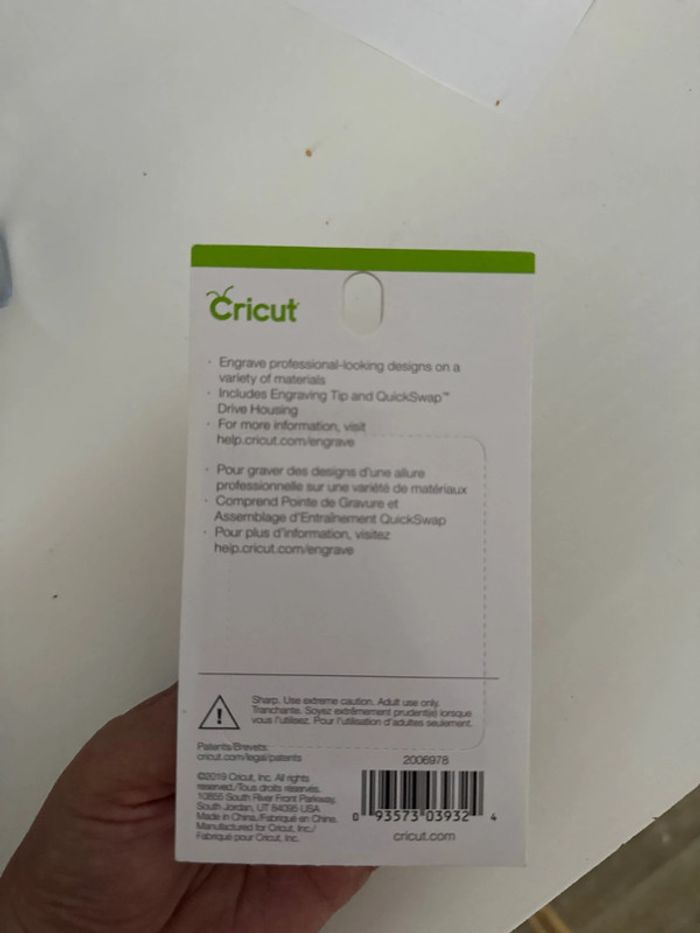 Cricut
· Engrave professional-looking designs on a
variety of materials
· Includes Engraving Tip and QuickSwap™
Drive Housing
· For more information, visit
help.cricut.com/engrave
· Pour graver des designs d'une allure
professionnelle sur une variété de matériaux
· Comprend Pointe de Gravure et
Assemblage d'Entraînement QuickSwap
· Pour plus d'information, visitez
help.cricut.com/engrave
Sharp. Use extreme caution. Adult use only.
Tranchante. Soyez extrêmement prudent(e) lorsque
vous l'utilisez. Pour l'utilisation d'adultes seulement.
Patents/Brevets:
cricut.com/legal/patents
©2019 Cricut, Inc. All rights
reserved./Tous droits réservés.
10855 South River Front Parkway,
South Jordan, UT 84095 USA
Made in China./Fabriqué en Chine.
Manufactured for Cricut, Inc./
Fabriqué pour Cricut, Inc.
2006978
0 93573 03932 4
cricut.com